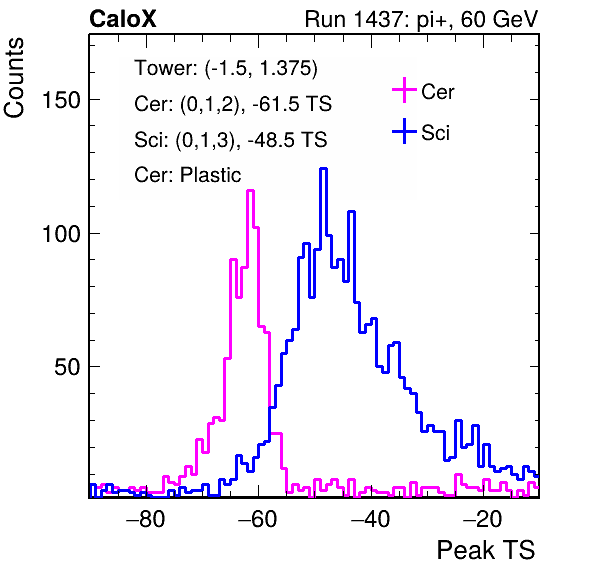 CaloX Run 1437: pi+, 60 GeV
Counts
Tower: (-1.5, 1.375)
Cer: (0,1,2), -61.5 TS
Sci: (0,1,3), -48.5 TS
Cer: Plastic
Cer
Sci
150
100
50
−80 −60 −40 −20
Peak TS